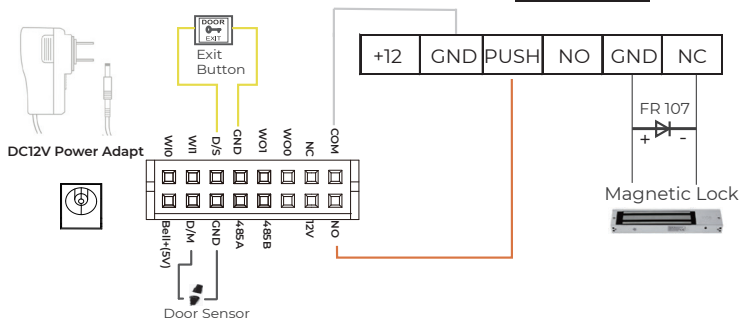 DOOR
EXIT
Exit
Button
+12 GND PUSH NO GND NC
FR 107
+ -
DC12V Power Adapt
WI0 WI1 D/S GND WO1 WO0 NC COM
Magnetic Lock
Bell+(5V) D/M GND 485A 485B 12V NO
Door Sensor